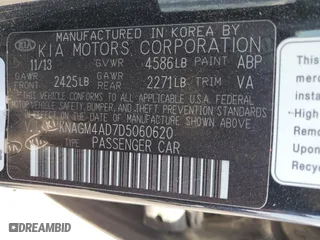 MANUFACTURED IN KOREA BY
KIA KIA MOTORS CORPORATION
11/13 GVWR 4586LB PAINT ABP
GAWR FRONT 2425LB GAWR REAR 2271LB TRIM VA
THIS VEHICLE CONFORMS TO ALL APPLICABLE
FEDERAL MOTOR VEHICLE SAFETY, BUMPER,
AND THEFT PREVENTION STANDARDS IN EFFECT
ON THE DATE OF MANUFACTURE SHOWN ABOVE.
KNAGM4AD7D5060620
TYPE: PASSENGER CAR
DREAMBID